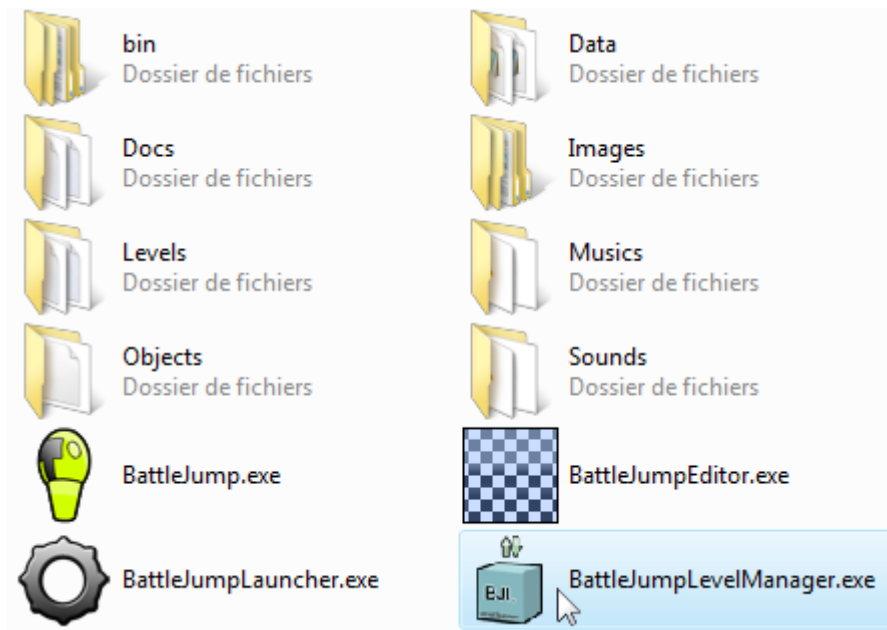 bin
Dossier de fichiers
Data
Dossier de fichiers
Docs
Dossier de fichiers
Images
Dossier de fichiers
Levels
Dossier de fichiers
Musics
Dossier de fichiers
Objects
Dossier de fichiers
Sounds
Dossier de fichiers
BattleJump.exe
BattleJumpEditor.exe
BattleJumpLauncher.exe
BJL
BattleJumpLevelManager.exe